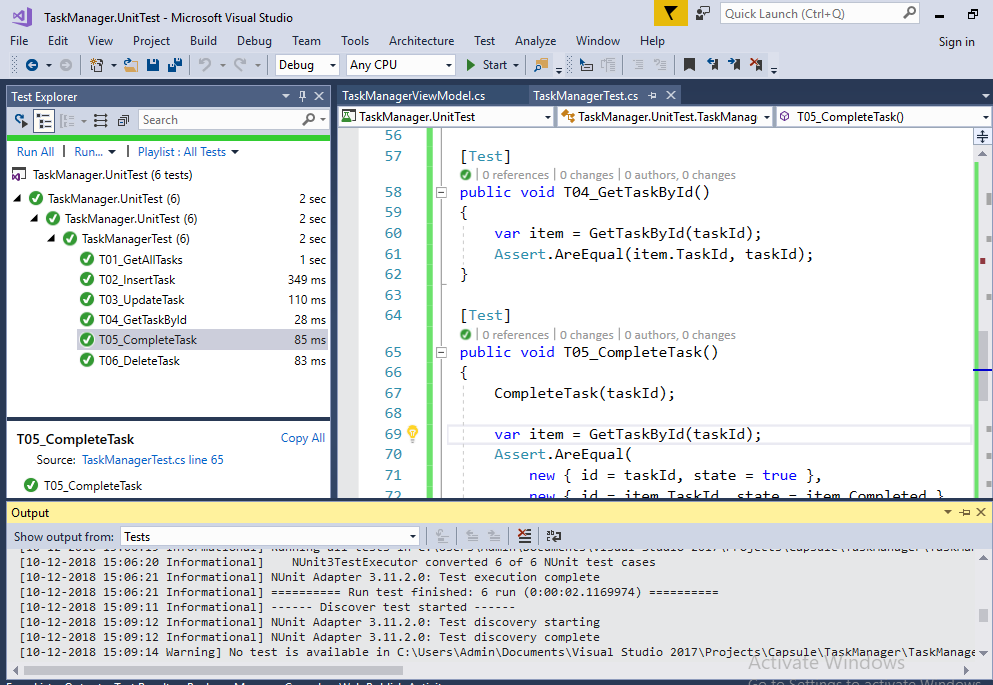 TaskManager.UnitTest - Microsoft Visual Studio
Quick Launch (Ctrl+Q)
File Edit View Project Build Debug Team Tools Architecture Test Analyze Window Help
Sign in
Debug Any CPU Start
Test Explorer
Search
Run All | Run... | Playlist : All Tests
TaskManager.UnitTest (6 tests)
TaskManager.UnitTest (6) 2 sec
TaskManager.UnitTest (6) 2 sec
TaskManagerTest (6) 2 sec
T01_GetAllTasks 1 sec
T02_InsertTask 349 ms
T03_UpdateTask 110 ms
T04_GetTaskById 28 ms
T05_CompleteTask 85 ms
T06_DeleteTask 83 ms
T05_CompleteTask Copy All
Source: TaskManagerTest.cs line 65
T05_CompleteTask
TaskManagerViewModel.cs TaskManagerTest.cs
TaskManager.UnitTest TaskManager.UnitTest.TaskManag T05_CompleteTask()
56
57 [Test]
| 0 references | 0 changes | 0 authors, 0 changes
58 public void T04_GetTaskById()
59 {
60 var item = GetTaskById(taskId);
61 Assert.AreEqual(item.TaskId, taskId);
62 }
63
64 [Test]
| 0 references | 0 changes | 0 authors, 0 changes
65 public void T05_CompleteTask()
66 {
67 CompleteTask(taskId);
68
69 var item = GetTaskById(taskId);
70 Assert.AreEqual(
71 new { id = taskId, state = true },
72 new { id = item.TaskId, state = item.Completed }
Output
Show output from: Tests
[10-12-2018 15:06:20 Informational] NUnit3TestExecutor converted 6 of 6 NUnit test cases
[10-12-2018 15:06:21 Informational] NUnit Adapter 3.11.2.0: Test execution complete
[10-12-2018 15:06:21 Informational] ========== Run test finished: 6 run (0:00:02.1169974) ==========
[10-12-2018 15:09:11 Informational] ------ Discover test started ------
[10-12-2018 15:09:12 Informational] NUnit Adapter 3.11.2.0: Test discovery starting
[10-12-2018 15:09:12 Informational] NUnit Adapter 3.11.2.0: Test discovery complete
[10-12-2018 15:09:14 Warning] No test is available in C:\Users\Admin\Documents\Visual Studio 2017\Projects\Capsule\TaskManager\TaskManage
Activate Windows